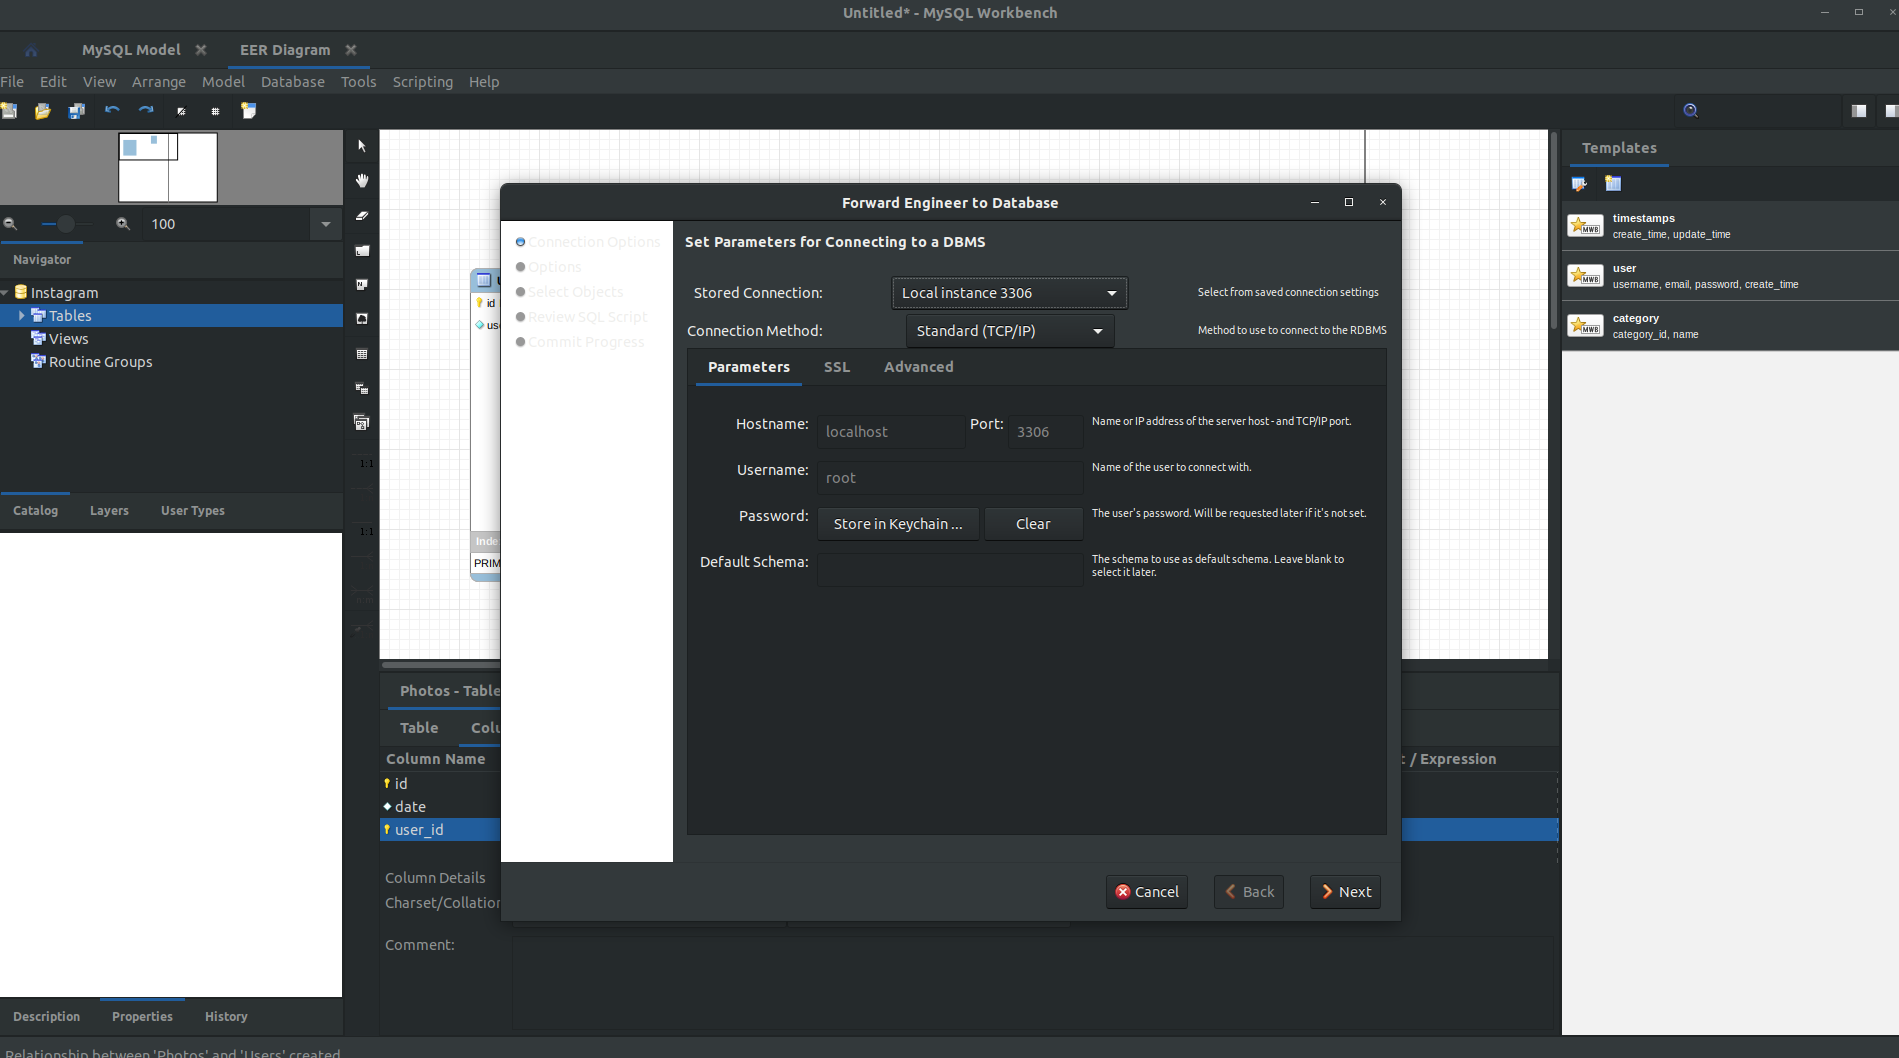 Untitled* - MySQL Workbench
MySQL Model
EER Diagram
File Edit View Arrange Model Database Tools Scripting Help
100
Navigator
Instagram
Tables
Views
Routine Groups
Catalog Layers User Types
Description Properties History
Relationship between 'Photos' and 'Users' created
1:1
1:1
id
Inde
PRIM
Forward Engineer to Database
Connection Options
Options
Select Objects
Review SQL Script
Commit Progress
Set Parameters for Connecting to a DBMS
Stored Connection: Local instance 3306 Select from saved connection settings
Connection Method: Standard (TCP/IP) Method to use to connect to the RDBMS
Parameters SSL Advanced
Hostname: localhost Port: 3306 Name or IP address of the server host - and TCP/IP port.
Username: root Name of the user to connect with.
Password: Store in Keychain ... Clear The user's password. Will be requested later if it's not set.
Default Schema: The schema to use as default schema. Leave blank to
select it later.
Cancel Back Next
Photos - Table
Table Colu
Column Name
t / Expression
id
date
user_id
Column Details
Charset/Collation
Comment:
Templates
timestamps
create_time, update_time
user
username, email, password, create_time
category
category_id, name